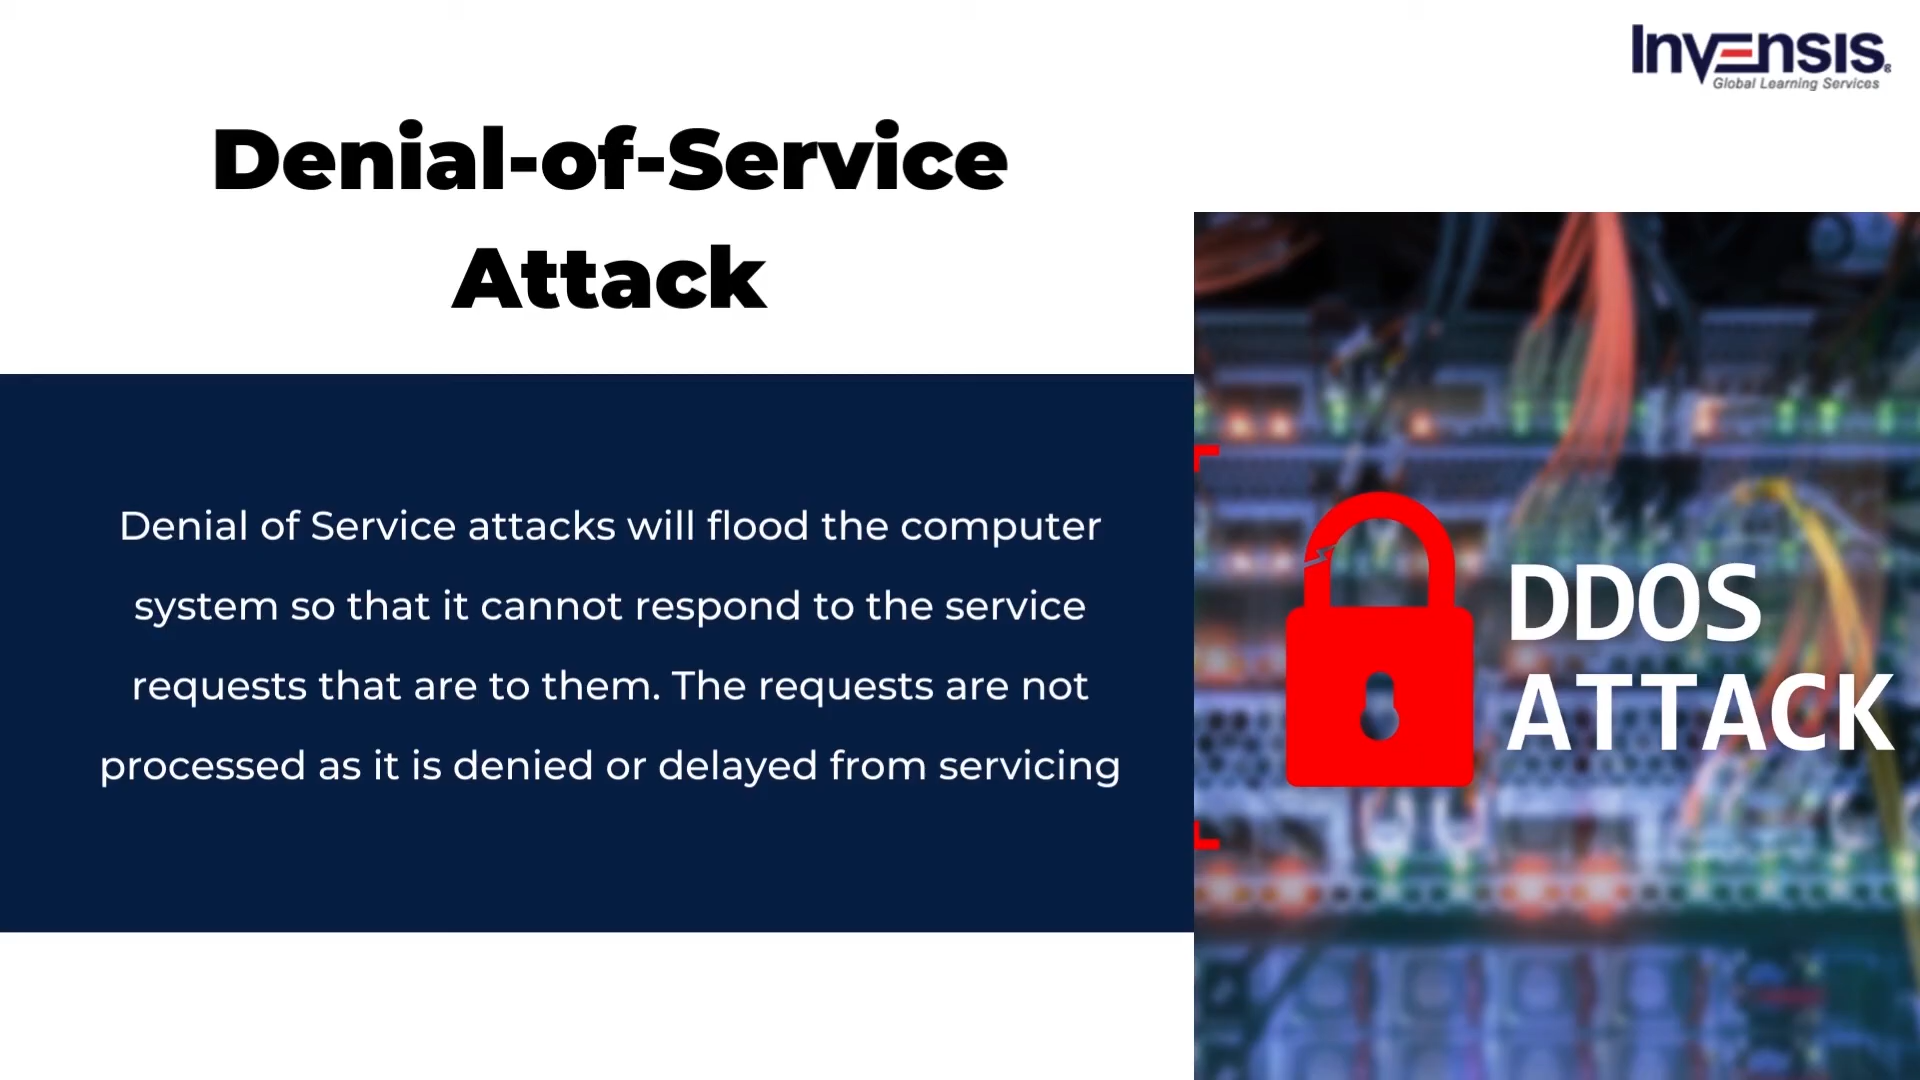 Invensis
Global Learning Services
Denial-of-Service
Attack
Denial of Service attacks will flood the computer
system so that it cannot respond to the service
requests that are to them. The requests are not
processed as it is denied or delayed from servicing
DDOS
ATTACK